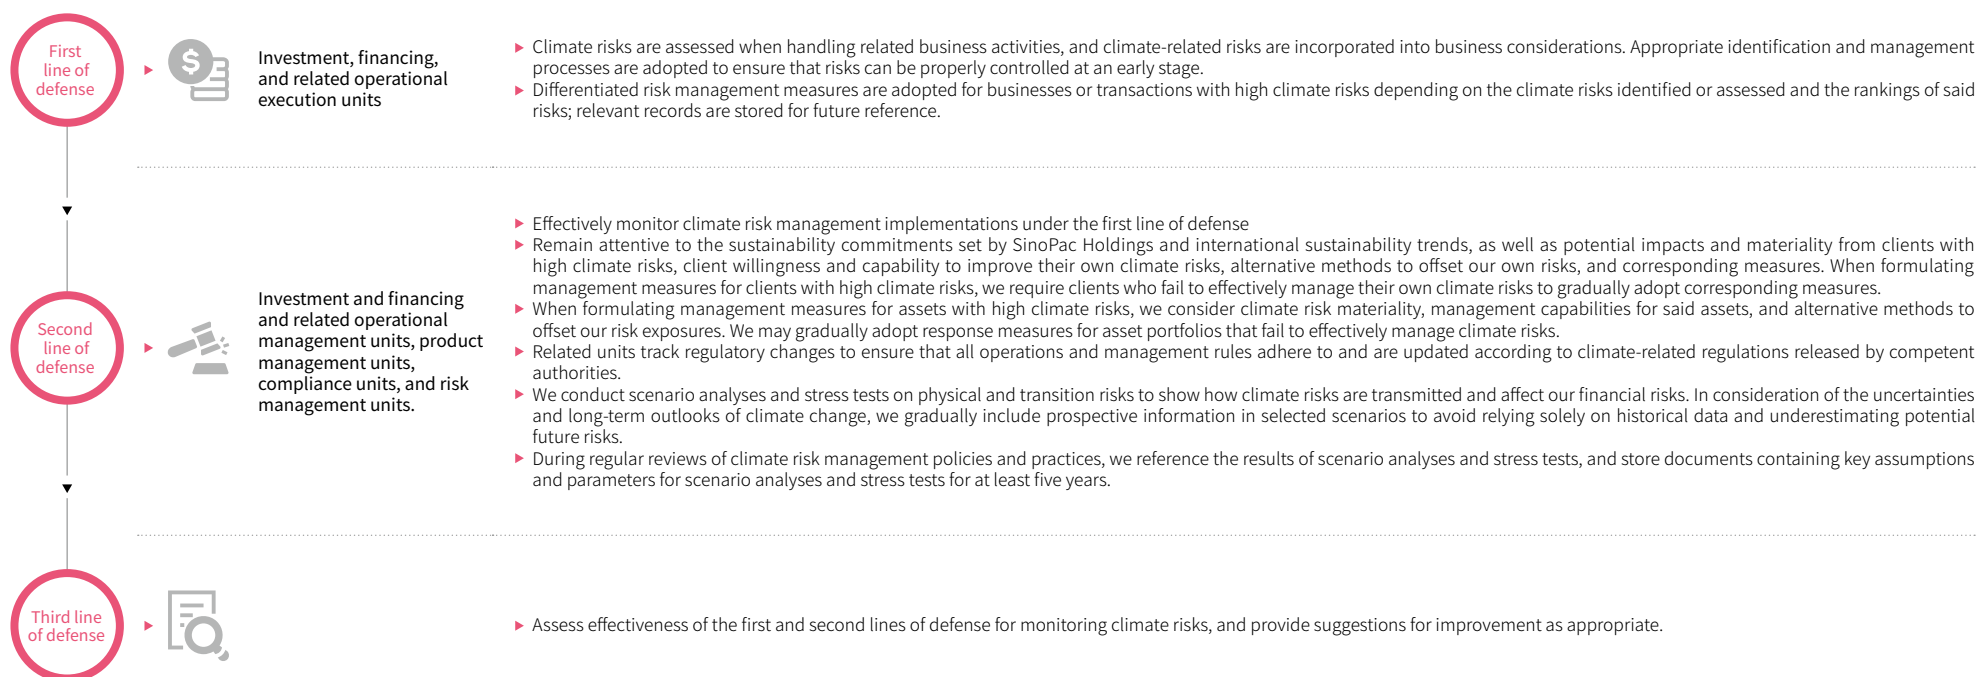 First
line of
defense
Investment, financing,
and related operational
execution units
▶ Climate risks are assessed when handling related business activities, and climate-related risks are incorporated into business considerations. Appropriate identification and management
processes are adopted to ensure that risks can be properly controlled at an early stage.
▶ Differentiated risk management measures are adopted for businesses or transactions with high climate risks depending on the climate risks identified or assessed and the rankings of said
risks; relevant records are stored for future reference.
Second
line of
defense
Investment and financing
and related operational
management units, product
management units,
compliance units, and risk
management units.
▶ Effectively monitor climate risk management implementations under the first line of defense
▶ Remain attentive to the sustainability commitments set by SinoPac Holdings and international sustainability trends, as well as potential impacts and materiality from clients with
high climate risks, client willingness and capability to improve their own climate risks, alternative methods to offset our own risks, and corresponding measures. When formulating
management measures for clients with high climate risks, we require clients who fail to effectively manage their own climate risks to gradually adopt corresponding measures.
▶ When formulating management measures for assets with high climate risks, we consider climate risk materiality, management capabilities for said assets, and alternative methods to
offset our risk exposures. We may gradually adopt response measures for asset portfolios that fail to effectively manage climate risks.
▶ Related units track regulatory changes to ensure that all operations and management rules adhere to and are updated according to climate-related regulations released by competent
authorities.
▶ We conduct scenario analyses and stress tests on physical and transition risks to show how climate risks are transmitted and affect our financial risks. In consideration of the uncertainties
and long-term outlooks of climate change, we gradually include prospective information in selected scenarios to avoid relying solely on historical data and underestimating potential
future risks.
▶ During regular reviews of climate risk management policies and practices, we reference the results of scenario analyses and stress tests, and store documents containing key assumptions
and parameters for scenario analyses and stress tests for at least five years.
Third line
of defense
▶ Assess effectiveness of the first and second lines of defense for monitoring climate risks, and provide suggestions for improvement as appropriate.